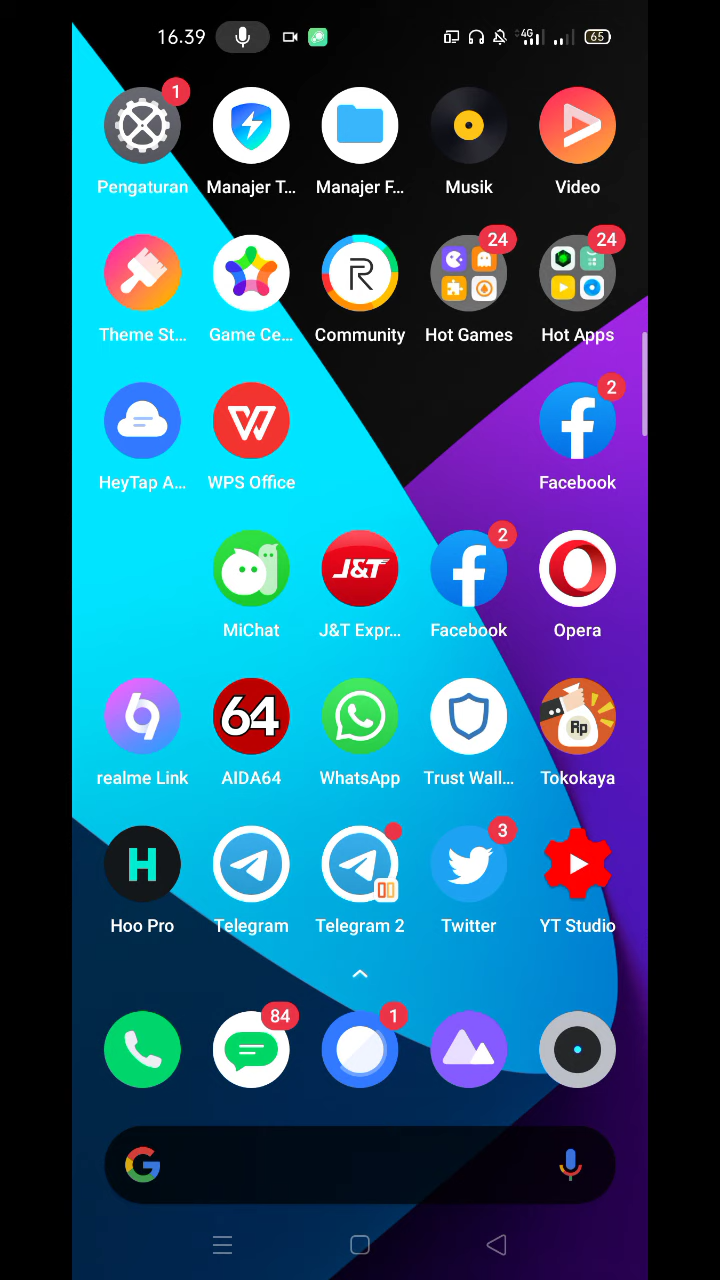 16.39
4G
65
1
Pengaturan
Manajer T...
Manajer F...
Musik
Video
24
24
Theme St...
Game Ce...
R
Community
Hot Games
Hot Apps
2
HeyTap A...
W
WPS Office
f
Facebook
2
MiChat
J&T
J&T Expr...
f
Facebook
Opera
realme Link
64
AIDA64
WhatsApp
Trust Wall...
Rp
Tokokaya
3
H
Hoo Pro
Telegram
Telegram 2
Twitter
YT Studio
84
1
G